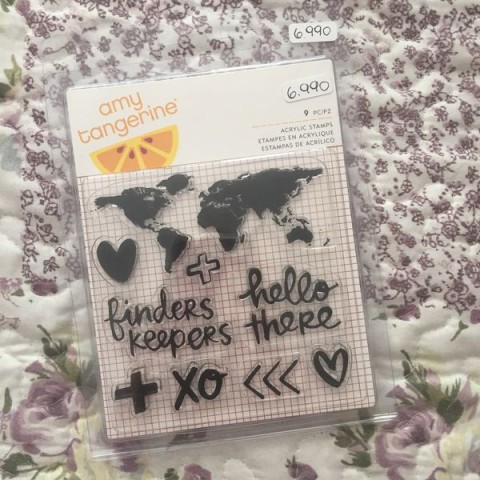 6.990
6.990
amy
tangerine
9 PC/PZ
ACRYLIC STAMPS
ETAMPES EN ACRYLIQUE
ESTAMPAS DE ACRÍLICO
finders
keepers
hello
there
XO